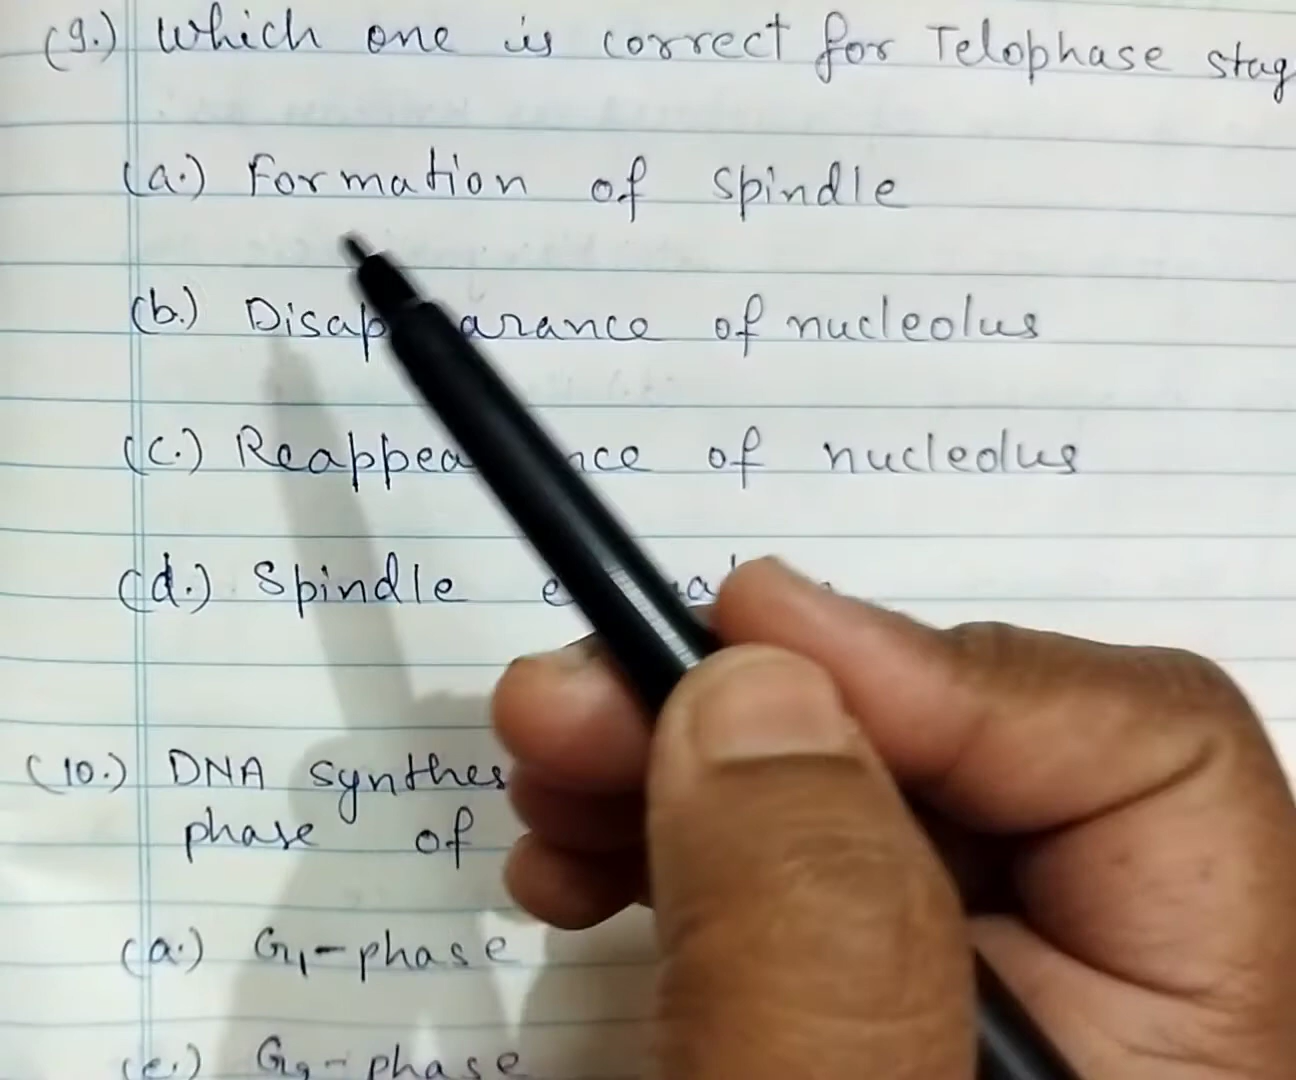 (9.) Which one is correct for Telophase stag
(a.) Formation of spindle
(b.) Disap arance of nucleolus
(c.) Reappea nce of nucleolus
(d.) Spindle
(10.) DNA synthes
phase of
(a.) G1-phase
(c.) G2-phase